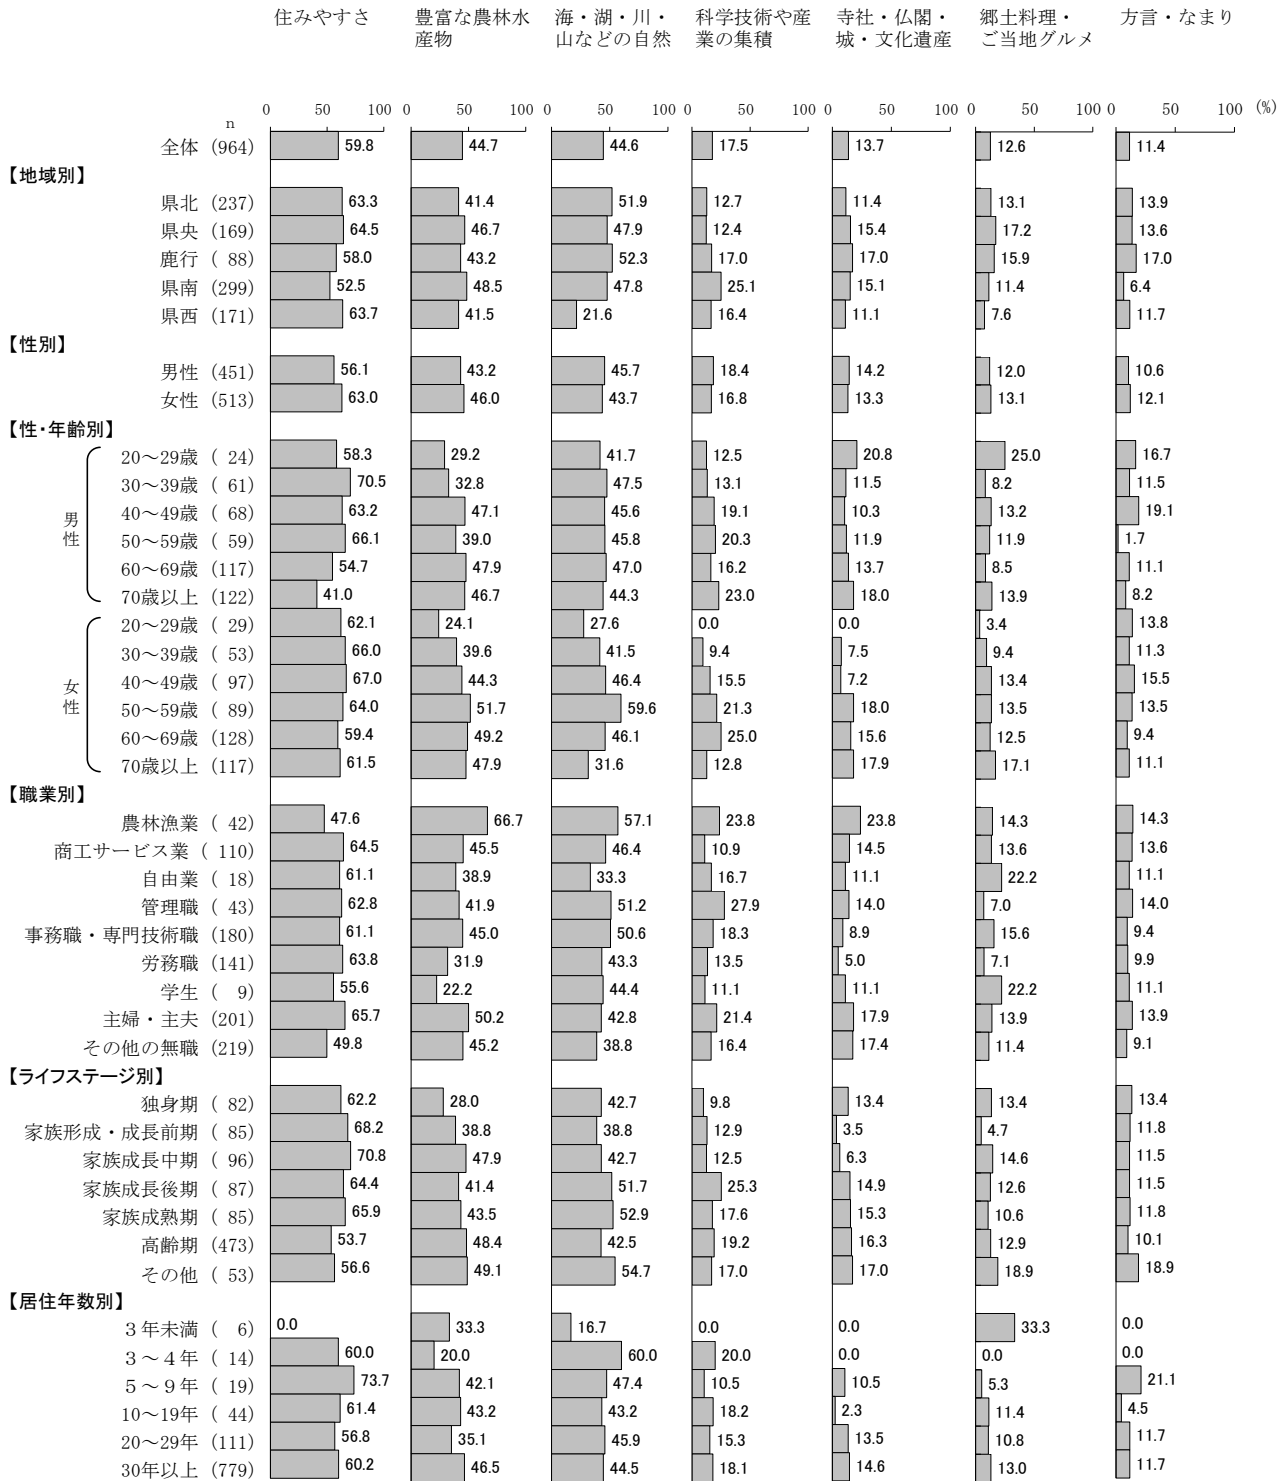 住みやすさ 豊富な農林水産物 海・湖・川・山などの自然 科学技術や産業の集積 寺社・仏閣・城・文化遺産 郷土料理・ご当地グルメ 方言・なまり
0 50 100 0 50 100 0 50 100 0 50 100 0 50 100 0 50 100 0 50 100 (%)
n
全体 (964) 59.8 44.7 44.6 17.5 13.7 12.6 11.4
【地域別】
県北 (237) 63.3 41.4 51.9 12.7 11.4 13.1 13.9
県央 (169) 64.5 46.7 47.9 12.4 15.4 17.2 13.6
鹿行 ( 88) 58.0 43.2 52.3 17.0 17.0 15.9 17.0
県南 (299) 52.5 48.5 47.8 25.1 15.1 11.4 6.4
県西 (171) 63.7 41.5 21.6 16.4 11.1 7.6 11.7
【性別】
男性 (451) 56.1 43.2 45.7 18.4 14.2 12.0 10.6
女性 (513) 63.0 46.0 43.7 16.8 13.3 13.1 12.1
【性・年齢別】
男性
20～29歳 ( 24) 58.3 29.2 41.7 12.5 20.8 25.0 16.7
30～39歳 ( 61) 70.5 32.8 47.5 13.1 11.5 8.2 11.5
40～49歳 ( 68) 63.2 47.1 45.6 19.1 10.3 13.2 19.1
50～59歳 ( 59) 66.1 39.0 45.8 20.3 11.9 11.9 1.7
60～69歳 (117) 54.7 47.9 47.0 16.2 13.7 8.5 11.1
70歳以上 (122) 41.0 46.7 44.3 23.0 18.0 13.9 8.2
女性
20～29歳 ( 29) 62.1 24.1 27.6 0.0 0.0 3.4 13.8
30～39歳 ( 53) 66.0 39.6 41.5 9.4 7.5 9.4 11.3
40～49歳 ( 97) 67.0 44.3 46.4 15.5 7.2 13.4 15.5
50～59歳 ( 89) 64.0 51.7 59.6 21.3 18.0 13.5 13.5
60～69歳 (128) 59.4 49.2 46.1 25.0 15.6 12.5 9.4
70歳以上 (117) 61.5 47.9 31.6 12.8 17.9 17.1 11.1
【職業別】
農林漁業 ( 42) 47.6 66.7 57.1 23.8 23.8 14.3 14.3
商工サービス業 ( 110) 64.5 45.5 46.4 10.9 14.5 13.6 13.6
自由業 ( 18) 61.1 38.9 33.3 16.7 11.1 22.2 11.1
管理職 ( 43) 62.8 41.9 51.2 27.9 14.0 7.0 14.0
事務職・専門技術職 (180) 61.1 45.0 50.6 18.3 8.9 15.6 9.4
労務職 (141) 63.8 31.9 43.3 13.5 5.0 7.1 9.9
学生 ( 9) 55.6 22.2 44.4 11.1 11.1 22.2 11.1
主婦・主夫 (201) 65.7 50.2 42.8 21.4 17.9 13.9 13.9
その他の無職 (219) 49.8 45.2 38.8 16.4 17.4 11.4 9.1
【ライフステージ別】
独身期 ( 82) 62.2 28.0 42.7 9.8 13.4 13.4 13.4
家族形成・成長前期 ( 85) 68.2 38.8 38.8 12.9 3.5 4.7 11.8
家族成長中期 ( 96) 70.8 47.9 42.7 12.5 6.3 14.6 11.5
家族成長後期 ( 87) 64.4 41.4 51.7 25.3 14.9 12.6 11.5
家族成熟期 ( 85) 65.9 43.5 52.9 17.6 15.3 10.6 11.8
高齢期 (473) 53.7 48.4 42.5 19.2 16.3 12.9 10.1
その他 ( 53) 56.6 49.1 54.7 17.0 17.0 18.9 18.9
【居住年数別】
３年未満 ( 6) 0.0 33.3 16.7 0.0 0.0 33.3 0.0
３～４年 ( 14) 60.0 20.0 60.0 20.0 0.0 0.0 0.0
５～９年 ( 19) 73.7 42.1 47.4 10.5 10.5 5.3 21.1
10～19年 ( 44) 61.4 43.2 43.2 18.2 2.3 11.4 4.5
20～29年 (111) 56.8 35.1 45.9 15.3 13.5 10.8 11.7
30年以上 (779) 60.2 46.5 44.5 18.1 14.6 13.0 11.7